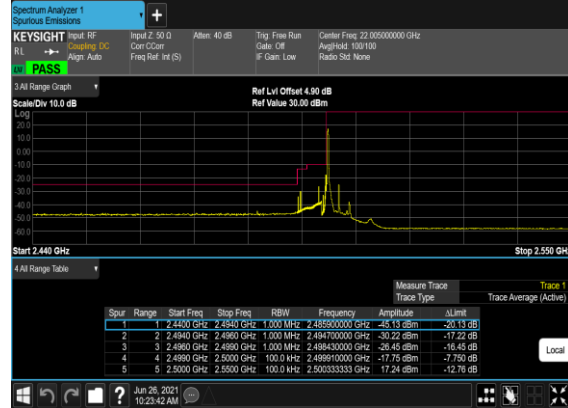 Spectrum Analyzer 1
Spurious Emissions
+
KEYSIGHT Input: RF Input Z: 50 Ω Atten: 40 dB Trig: Free Run Center Freq: 22.005000000 GHz
RL Coupling: DC Corr CCorr Gate: Off Avg|Hold: 100/100
Align: Auto Freq Ref: Int (S) IF Gain: Low Radio Std: None
PASS
3 All Range Graph Ref Lvl Offset 4.90 dB
Scale/Div 10.0 dB Ref Value 30.00 dBm
Log
20.0
10.0
0.00
-10.0
-20.0
-30.0
-40.0
-50.0
-60.0
Start 2.440 GHz Stop 2.550 GHz
4 All Range Table
Measure Trace Trace 1
Trace Type Trace Average (Active)
Spur Range Start Freq Stop Freq RBW Frequency Amplitude ΔLimit
1 1 2.4400 GHz 2.4940 GHz 1.000 MHz 2.485900000 GHz -45.13 dBm -20.13 dB
2 2 2.4940 GHz 2.4960 GHz 1.000 MHz 2.494700000 GHz -30.22 dBm -17.22 dB
3 3 2.4960 GHz 2.4990 GHz 1.000 MHz 2.498430000 GHz -26.45 dBm -16.45 dB
4 4 2.4990 GHz 2.5000 GHz 100.0 kHz 2.499910000 GHz -17.75 dBm -7.750 dB
5 5 2.5000 GHz 2.5500 GHz 100.0 kHz 2.500333333 GHz 17.24 dBm -12.76 dB
Local
? Jun 26, 2021
10:23:42 AM